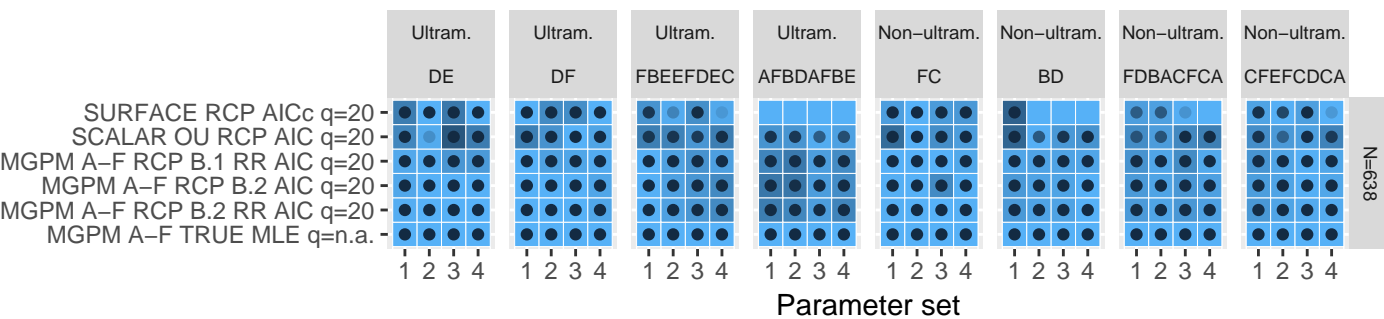 Ultram. Ultram. Ultram. Ultram. Non−ultram. Non−ultram. Non−ultram. Non−ultram.
DE DF FBEEFDEC AFBDAFBE FC BD FDBACFCA CFEFCDCA
SURFACE RCP AICc q=20
SCALAR OU RCP AIC q=20
MGPM A−F RCP B.1 RR AIC q=20
MGPM A−F RCP B.2 AIC q=20
MGPM A−F RCP B.2 RR AIC q=20
MGPM A−F TRUE MLE q=n.a.
N=638
1 2 3 4 1 2 3 4 1 2 3 4 1 2 3 4 1 2 3 4 1 2 3 4 1 2 3 4 1 2 3 4
Parameter set